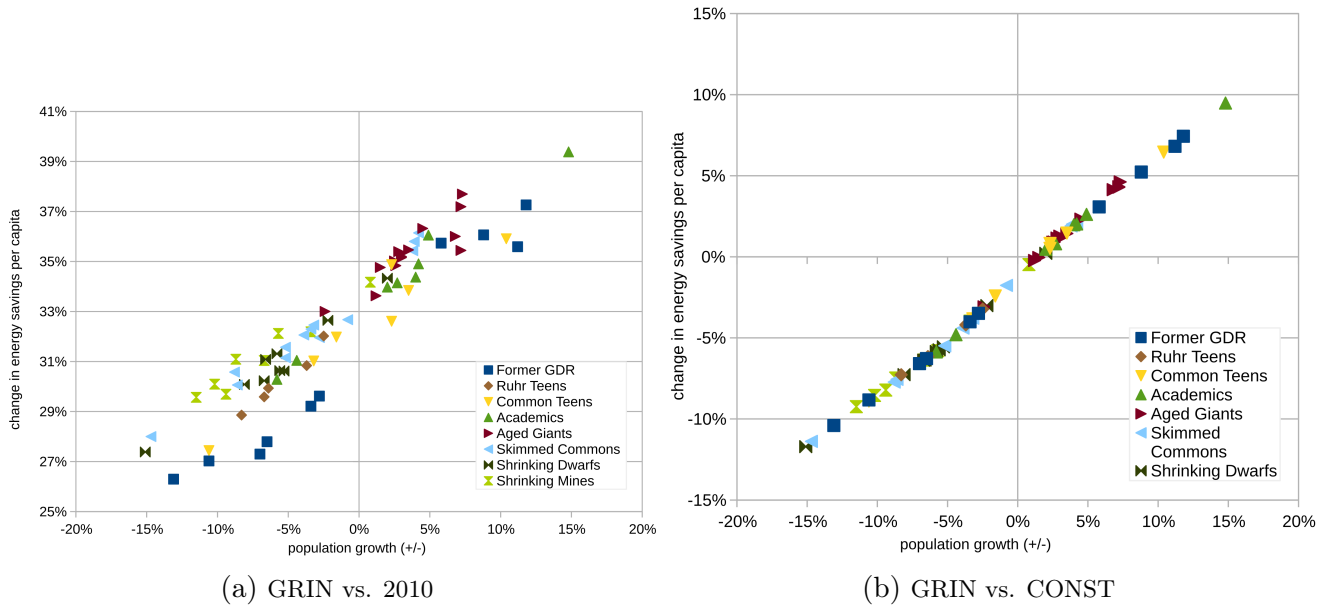 41%
39%
37%
35%
33%
31%
29%
27%
25%
change in energy savings per capita
-20%
-15%
-10%
-5%
0%
5%
10%
15%
20%
population growth (+/-)
Former GDR
Ruhr Teens
Common Teens
Academics
Aged Giants
Skimmed Commons
Shrinking Dwarfs
Shrinking Mines
(a) GRIN vs. 2010
15%
10%
5%
0%
-5%
-10%
-15%
change in energy savings per capita
-20%
-15%
-10%
-5%
0%
5%
10%
15%
20%
population growth (+/-)
Former GDR
Ruhr Teens
Common Teens
Academics
Aged Giants
Skimmed
Commons
Shrinking Dwarfs
(b) GRIN vs. CONST